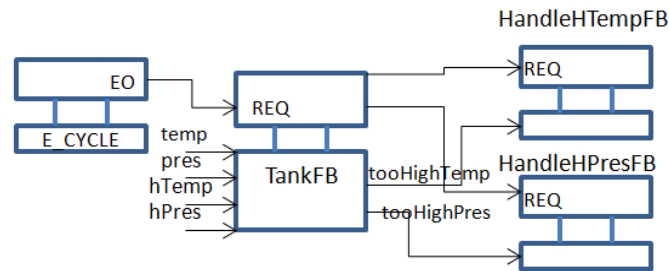 HandleHTempFB
EO
REQ
REQ
E_CYCLE
temp
pres
hTemp
hPres
TankFB
tooHighTemp
tooHighPres
HandleHPresFB
REQ